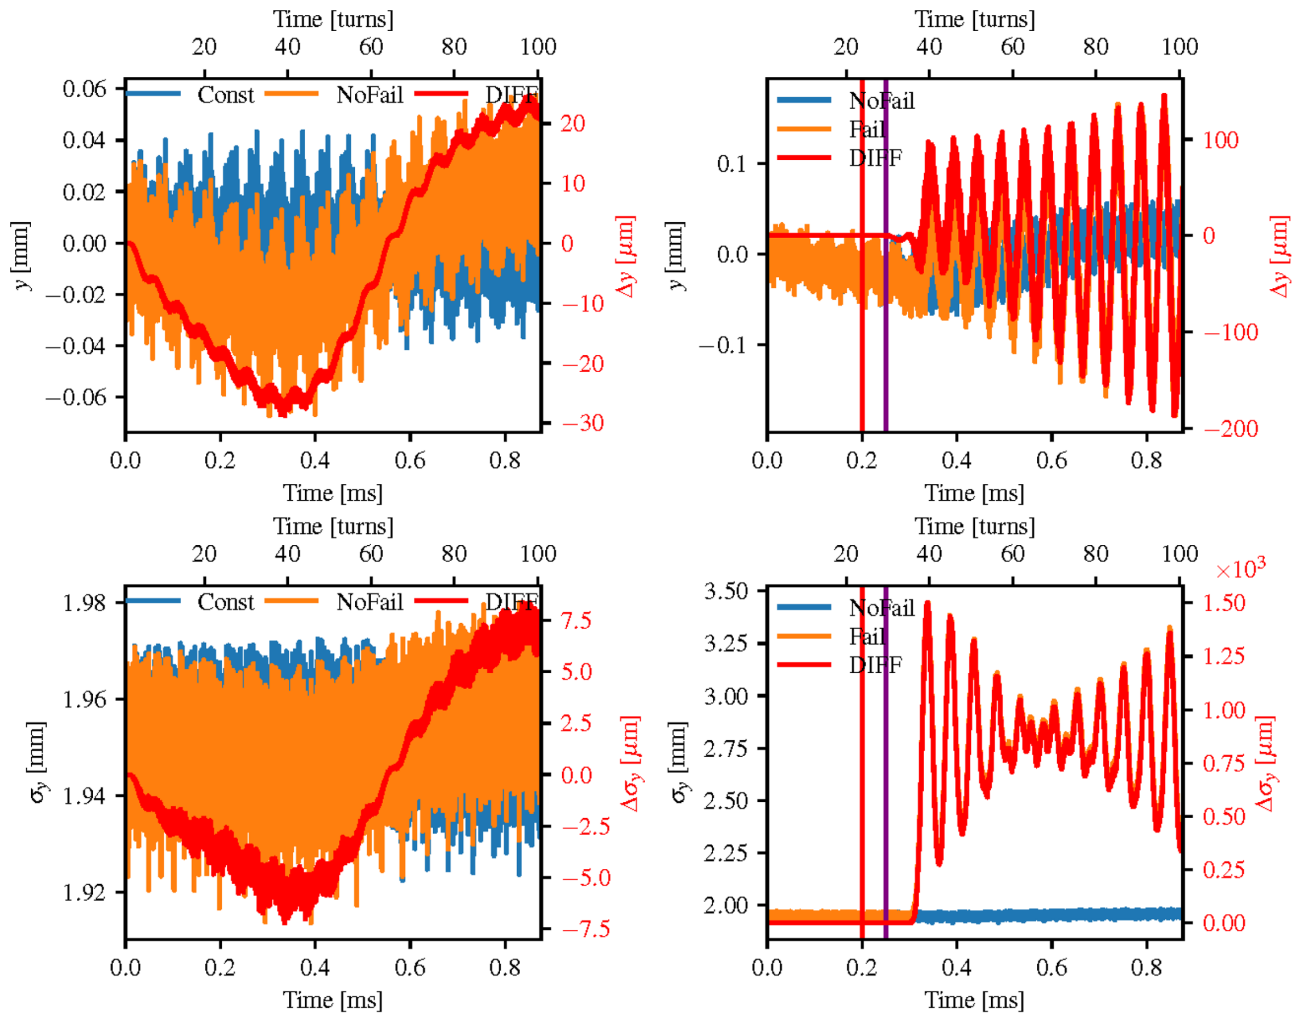 Time [turns]
20 40 60 80 100
Const NoFail DIFF
0.06
0.04
0.02
0.00
−0.02
−0.04
−0.06
y [mm]
20
10
0
−10
−20
−30
Δy [μm]
0.0 0.2 0.4 0.6 0.8
Time [ms]
Time [turns]
20 40 60 80 100
NoFail
Fail
DIFF
0.1
0.0
−0.1
y [mm]
100
0
−100
−200
Δy [μm]
0.0 0.2 0.4 0.6 0.8
Time [ms]
Time [turns]
20 40 60 80 100
Const NoFail DIFF
1.98
1.96
1.94
1.92
σy [mm]
7.5
5.0
2.5
0.0
−2.5
−5.0
−7.5
Δσy [μm]
0.0 0.2 0.4 0.6 0.8
Time [ms]
Time [turns]
20 40 60 80 100
×10³
NoFail
Fail
DIFF
3.50
3.25
3.00
2.75
2.50
2.25
2.00
σy [mm]
1.50
1.25
1.00
0.75
0.50
0.25
0.00
Δσy [μm]
0.0 0.2 0.4 0.6 0.8
Time [ms]